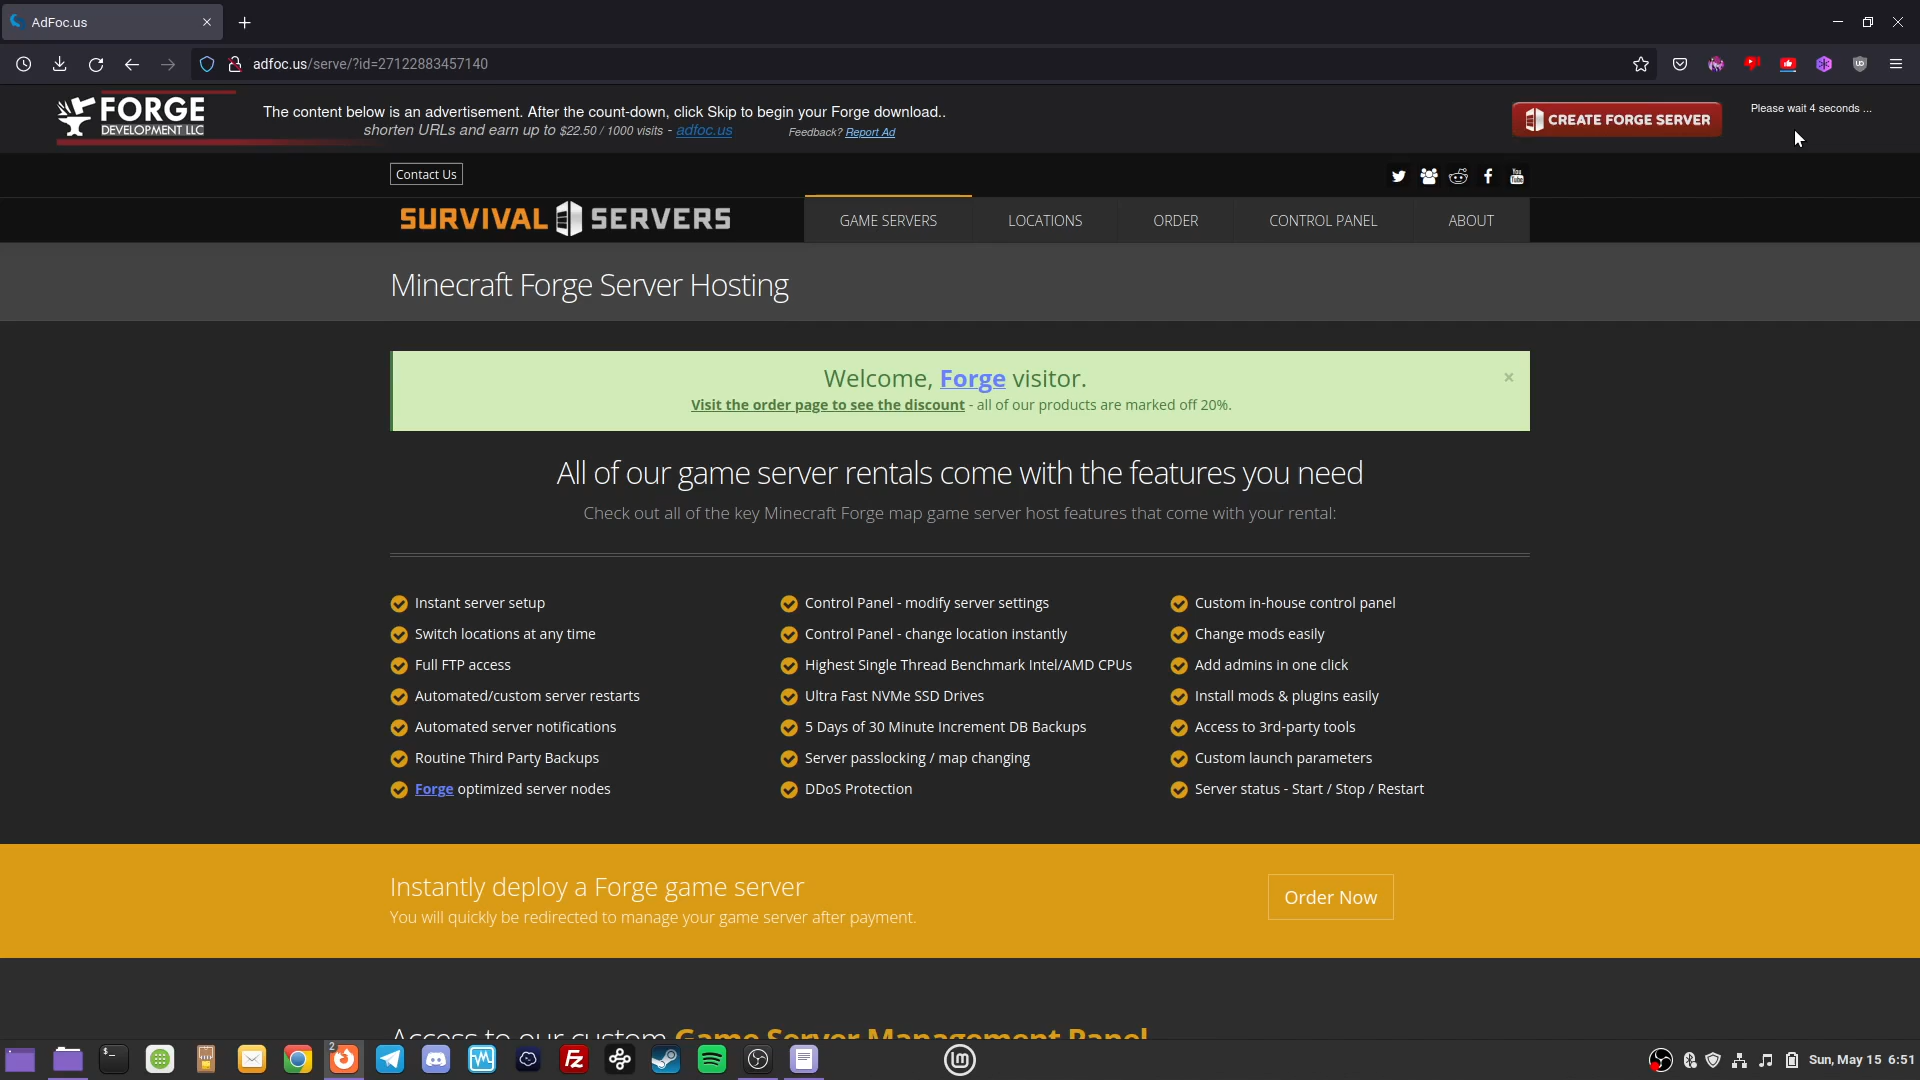 AdFoc.us
adfoc.us/serve/?id=27122883457140
FORGE
DEVELOPMENT LLC
The content below is an advertisement. After the count-down, click Skip to begin your Forge download..
shorten URLs and earn up to $22.50 / 1000 visits - adfoc.us
Feedback? Report Ad
CREATE FORGE SERVER
Please wait 4 seconds ...
Contact Us
SURVIVAL SERVERS
GAME SERVERS
LOCATIONS
ORDER
CONTROL PANEL
ABOUT
Minecraft Forge Server Hosting
Welcome, Forge visitor.
Visit the order page to see the discount - all of our products are marked off 20%.
All of our game server rentals come with the features you need
Check out all of the key Minecraft Forge map game server host features that come with your rental:
Instant server setup
Switch locations at any time
Full FTP access
Automated/custom server restarts
Automated server notifications
Routine Third Party Backups
Forge optimized server nodes
Control Panel - modify server settings
Control Panel - change location instantly
Highest Single Thread Benchmark Intel/AMD CPUs
Ultra Fast NVMe SSD Drives
5 Days of 30 Minute Increment DB Backups
Server passlocking / map changing
DDoS Protection
Custom in-house control panel
Change mods easily
Add admins in one click
Install mods & plugins easily
Access to 3rd-party tools
Custom launch parameters
Server status - Start / Stop / Restart
Instantly deploy a Forge game server
You will quickly be redirected to manage your game server after payment.
Order Now
Access to our custom Game Server Management Panel
2
Sun, May 15 6:51